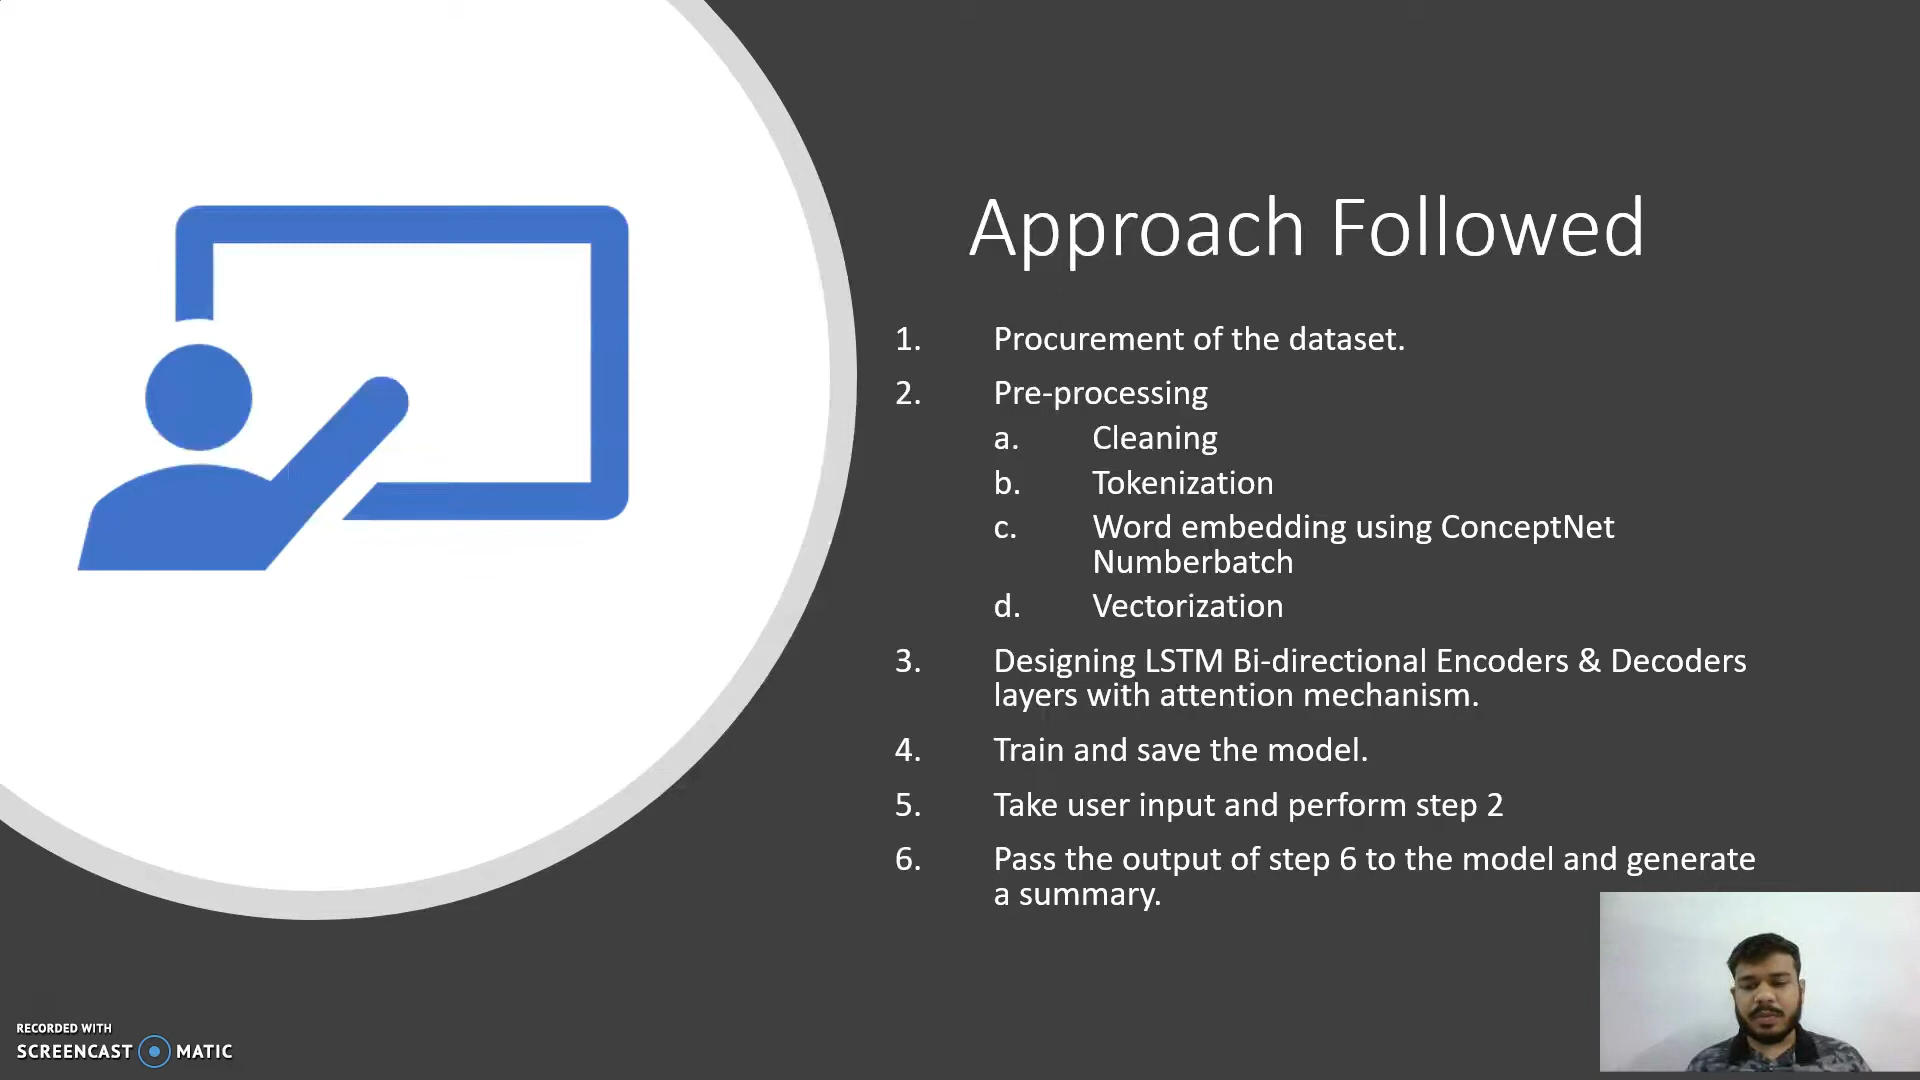 Approach Followed
1. Procurement of the dataset.
2. Pre-processing
a. Cleaning
b. Tokenization
c. Word embedding using ConceptNet
Numberbatch
d. Vectorization
3. Designing LSTM Bi-directional Encoders & Decoders
layers with attention mechanism.
4. Train and save the model.
5. Take user input and perform step 2
6. Pass the output of step 6 to the model and generate
a summary.
RECORDED WITH
SCREENCAST MATIC